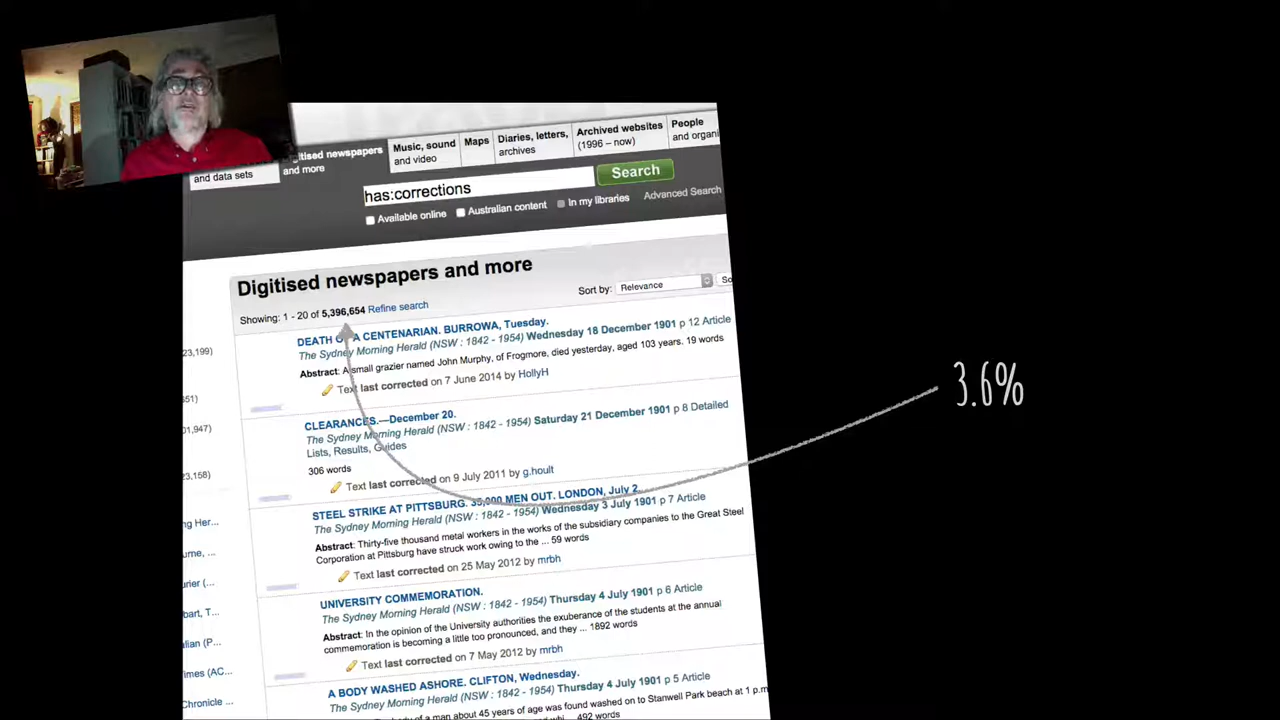 and data sets
Digitised newspapers
and more
Music, sound
and video
Maps
Diaries, letters,
archives
Archived websites
(1996 – now)
People
and organi
has:corrections
Search
Available online
Australian content
In my libraries
Advanced Search
Digitised newspapers and more
Showing: 1 - 20 of 5,396,654 Refine search
Sort by: Relevance
So
DEATH OF A CENTENARIAN. BURROWA, Tuesday.
The Sydney Morning Herald (NSW : 1842 - 1954) Wednesday 18 December 1901 p 12 Article
Abstract: A small grazier named John Murphy, of Frogmore, died yesterday, aged 103 years. 19 words
Text last corrected on 7 June 2014 by HollyH
CLEARANCES.—December 20.
The Sydney Morning Herald (NSW : 1842 - 1954) Saturday 21 December 1901 p 8 Detailed
Lists, Results, Guides
306 words
Text last corrected on 9 July 2011 by g.hoult
STEEL STRIKE AT PITTSBURG. 35,000 MEN OUT. LONDON, July 2...
The Sydney Morning Herald (NSW : 1842 - 1954) Wednesday 3 July 1901 p 7 Article
Abstract: Thirty-five thousand metal workers in the works of the subsidiary companies to the Great Steel
Corporation at Pittsburg have struck work owing to the ... 59 words
Text last corrected on 25 May 2012 by mrbh
UNIVERSITY COMMEMORATION.
The Sydney Morning Herald (NSW : 1842 - 1954) Thursday 4 July 1901 p 6 Article
Abstract: In the opinion of the University authorities the exuberance of the students at the annual
commemoration is becoming a little too pronounced, and they ... 1892 words
Text last corrected on 7 May 2012 by mrbh
A BODY WASHED ASHORE. CLIFTON, Wednesday.
The Sydney Morning Herald (NSW : 1842 - 1954) Thursday 4 July 1901 p 5 Article
body of a man about 45 years of age was found washed on to Stanwell Park beach at 1 p.m
492 words
23,199)
651)
01,947)
23,158)
g Her...
urne, ...
urier (...
bart, T...
alian (P...
imes (AC...
Chronicle ...
3.6%